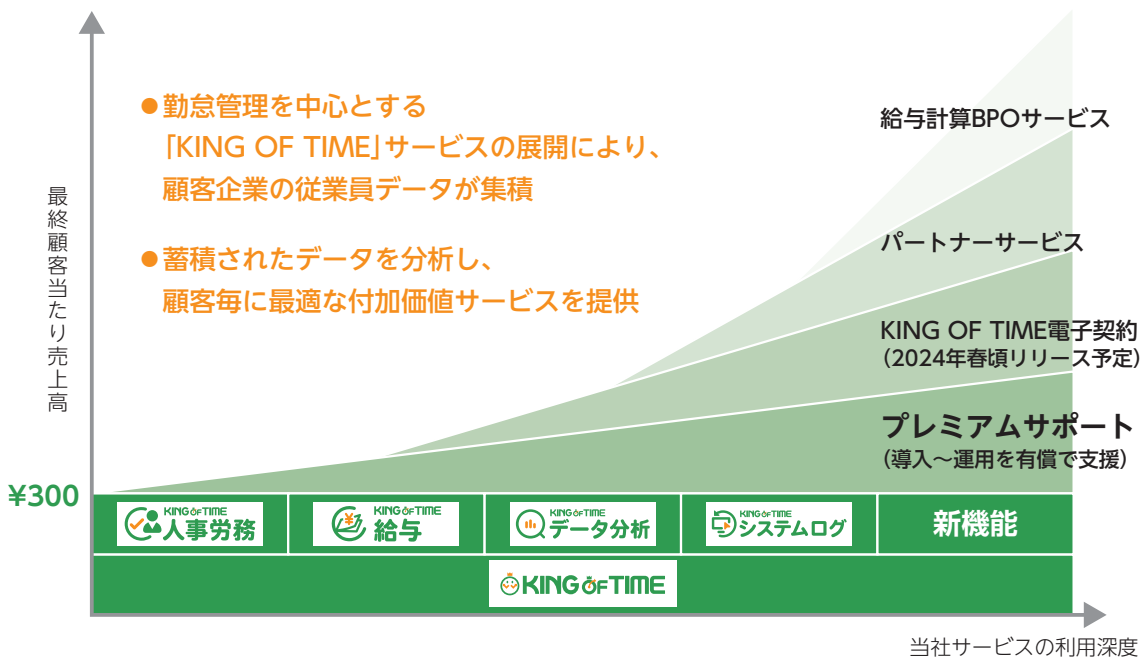 ●勤怠管理を中心とする
「KING OF TIME」サービスの展開により、
顧客企業の従業員データが集積
●蓄積されたデータを分析し、
顧客毎に最適な付加価値サービスを提供
最終顧客当たり売上高
給与計算BPOサービス
パートナーサービス
KING OF TIME電子契約
（2024年春頃リリース予定）
プレミアムサポート
（導入～運用を有償で支援）
¥300
KING OF TIME
人事労務
KING OF TIME
給与
KING OF TIME
データ分析
KING OF TIME
システムログ
新機能
KING OF TIME
当社サービスの利用深度